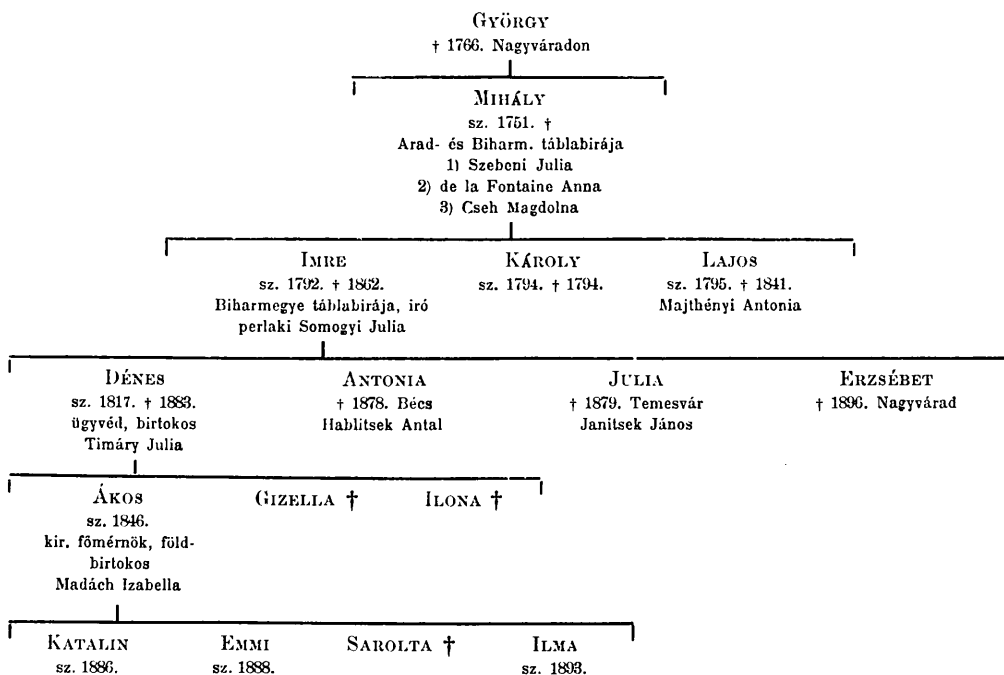 GYÖRGY
† 1766. Nagyváradon
MIHÁLY
sz. 1751. †
Arad- és Biharm. táblabirája
1) Szebeni Julia
2) de la Fontaine Anna
3) Cseh Magdolna
IMRE
sz. 1792. † 1862.
Biharmegye táblabirája, iró
perlaki Somogyi Julia
KÁROLY
sz. 1794. † 1794.
LAJOS
sz. 1795. † 1841.
Majthényi Antonia
DÉNES
sz. 1817. † 1883.
ügyvéd, birtokos
Timáry Julia
ANTONIA
† 1878. Bécs
Hablitsek Antal
JULIA
† 1879. Temesvár
Janitsek János
ERZSÉBET
† 1896. Nagyvárad
ÁKOS
sz. 1846.
kir. főmérnök, föld-
birtokos
Madách Izabella
GIZELLA †
ILONA †
KATALIN
sz. 1886.
EMMI
sz. 1888.
SAROLTA †
ILMA
sz. 1893.